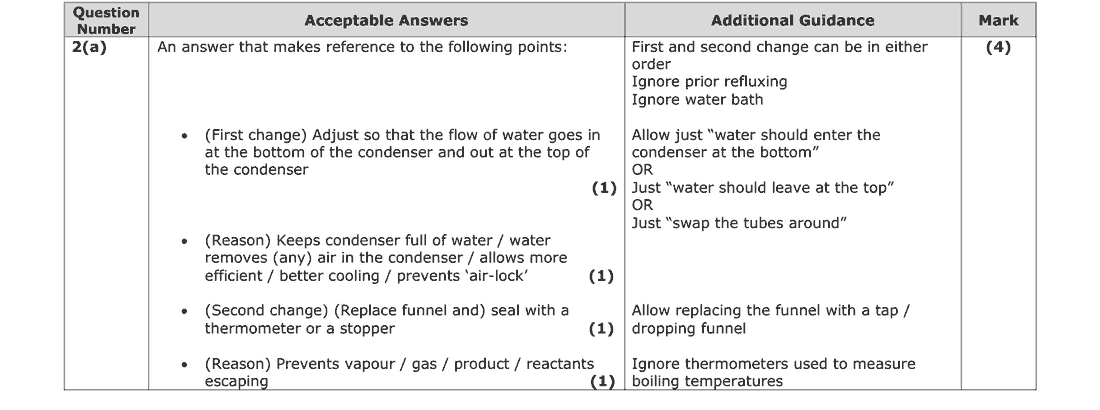 Question Number
Acceptable Answers
Additional Guidance
Mark
2(a)
An answer that makes reference to the following points:
First and second change can be in either
order
Ignore prior refluxing
Ignore water bath
(4)
• (First change) Adjust so that the flow of water goes in
at the bottom of the condenser and out at the top of
the condenser
(1)
Allow just “water should enter the
condenser at the bottom”
OR
Just “water should leave at the top”
OR
Just “swap the tubes around”
• (Reason) Keeps condenser full of water / water
removes (any) air in the condenser / allows more
efficient / better cooling / prevents ‘air-lock’ (1)
• (Second change) (Replace funnel and) seal with a
thermometer or a stopper (1)
Allow replacing the funnel with a tap /
dropping funnel
• (Reason) Prevents vapour / gas / product / reactants
escaping (1)
Ignore thermometers used to measure
boiling temperatures